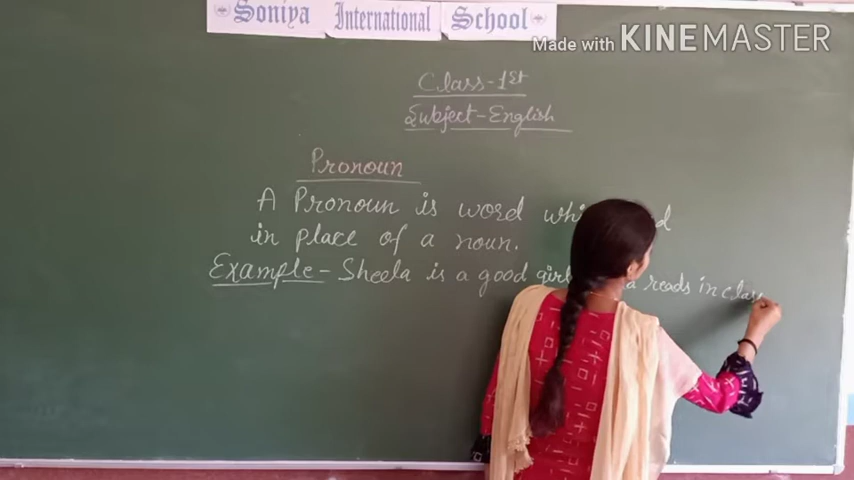 Soniya International School
Made with KINEMASTER
Class-1st
Subject-English
Pronoun
A Pronoun is word
in place of a noun.
Example- Sheela is a good girl reads in class